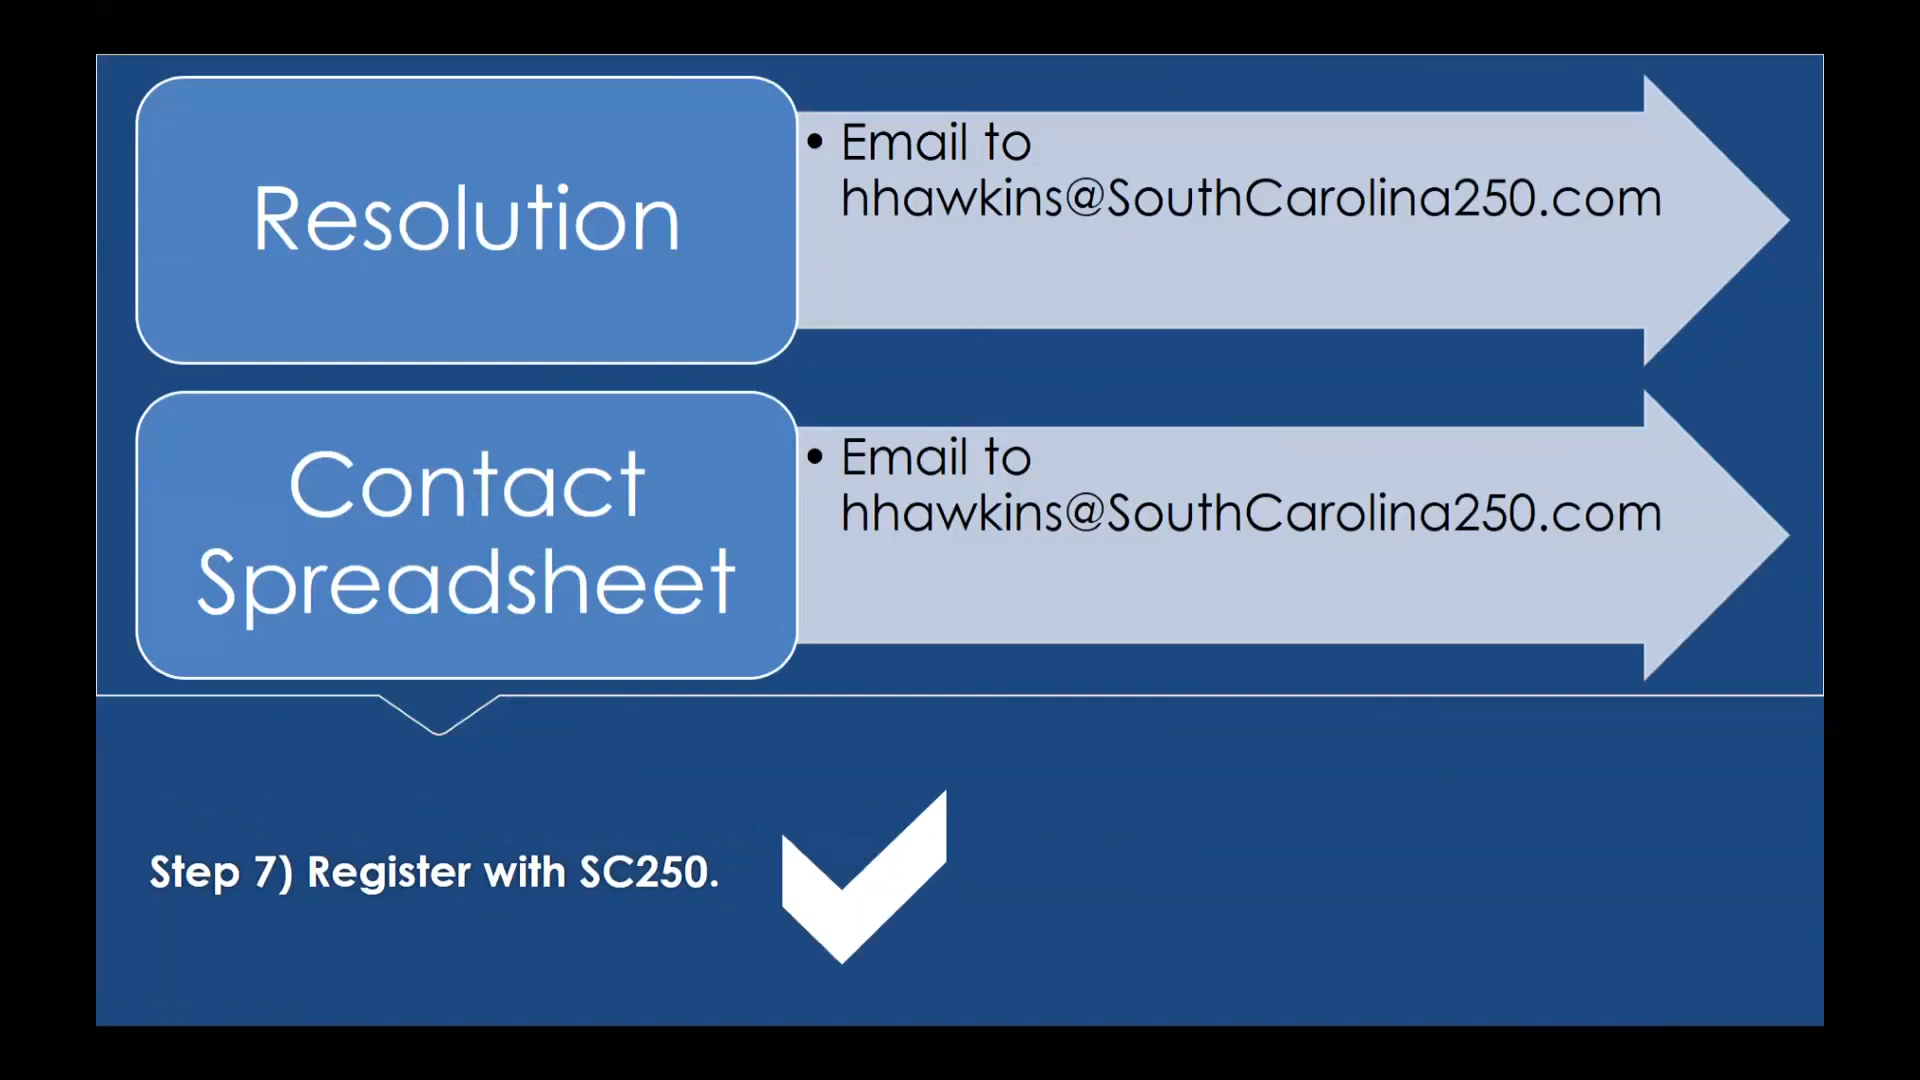 Resolution
• Email to
hhawkins@SouthCarolina250.com
Contact
Spreadsheet
• Email to
hhawkins@SouthCarolina250.com
Step 7) Register with SC250.